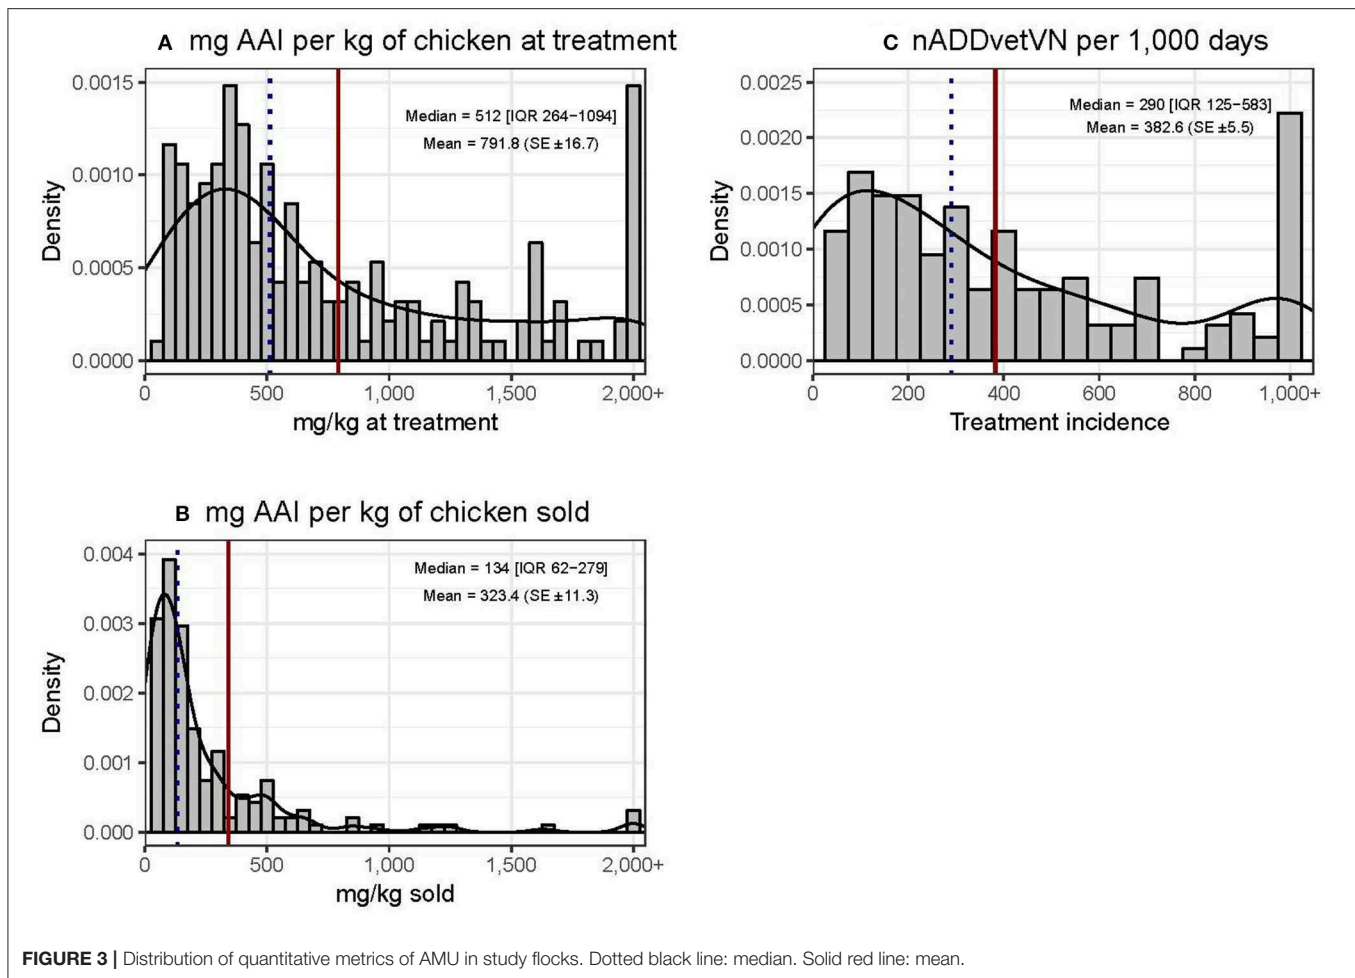 A mg AAI per kg of chicken at treatment
0.0015
0.0010
0.0005
0.0000
Density
Median = 512 [IQR 264−1094]
Mean = 791.8 (SE ±16.7)
0 500 1,000 1,500 2,000+
mg/kg at treatment
C nADDvetVN per 1,000 days
0.0025
0.0020
0.0015
0.0010
0.0005
0.0000
Density
Median = 290 [IQR 125−583]
Mean = 382.6 (SE ±5.5)
0 200 400 600 800 1,000+
Treatment incidence
B mg AAI per kg of chicken sold
0.004
0.003
0.002
0.001
0.000
Density
Median = 134 [IQR 62−279]
Mean = 323.4 (SE ±11.3)
0 500 1,000 1,500 2,000+
mg/kg sold
FIGURE 3 | Distribution of quantitative metrics of AMU in study flocks. Dotted black line: median. Solid red line: mean.